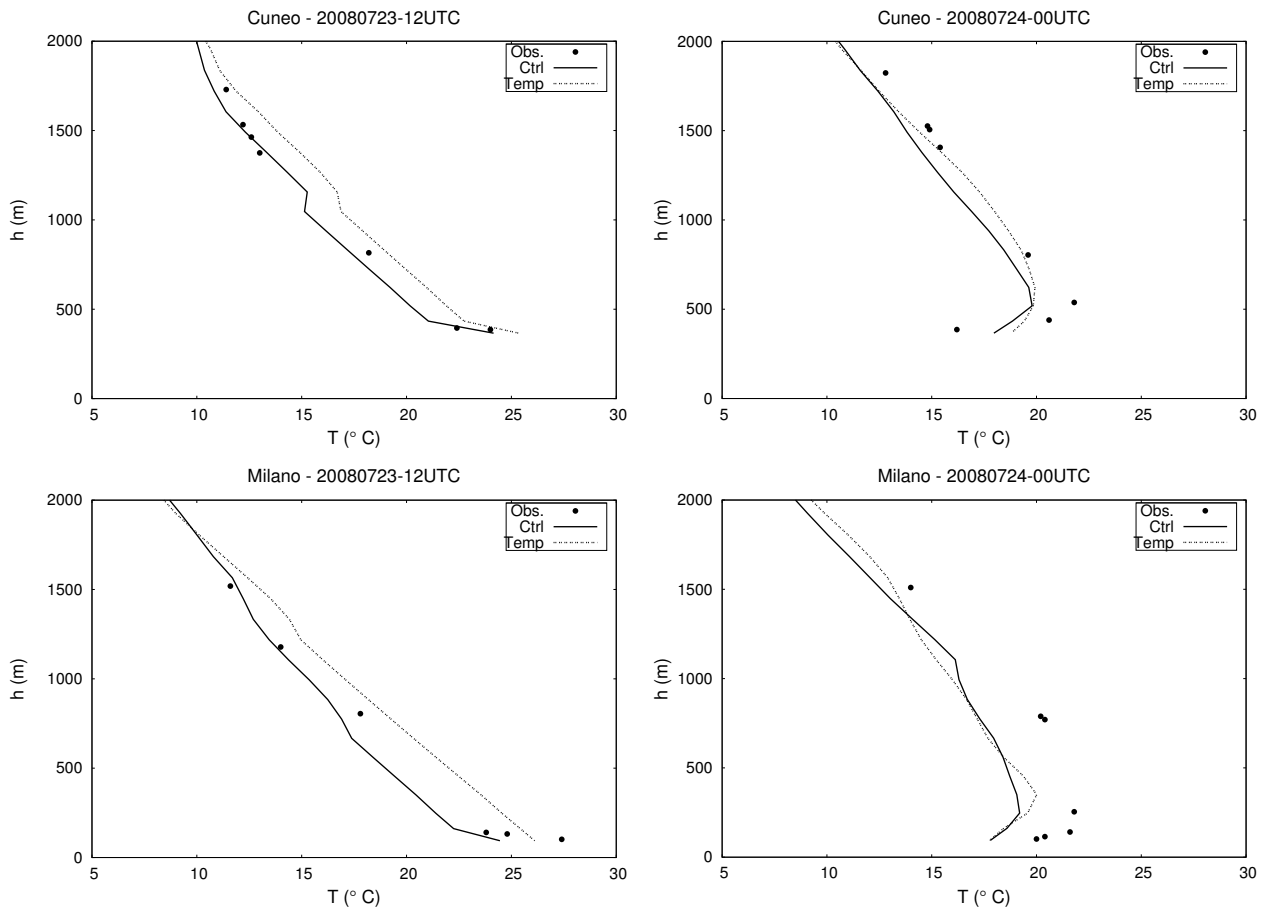 Cuneo - 20080723-12UTC
2000
1500
1000
500
0
h (m)
Obs.
Ctrl
Temp
5 10 15 20 25 30
T (° C)
Cuneo - 20080724-00UTC
2000
1500
1000
500
0
h (m)
Obs.
Ctrl
Temp
5 10 15 20 25 30
T (° C)
Milano - 20080723-12UTC
2000
1500
1000
500
0
h (m)
Obs.
Ctrl
Temp
5 10 15 20 25 30
T (° C)
Milano - 20080724-00UTC
2000
1500
1000
500
0
h (m)
Obs.
Ctrl
Temp
5 10 15 20 25 30
T (° C)